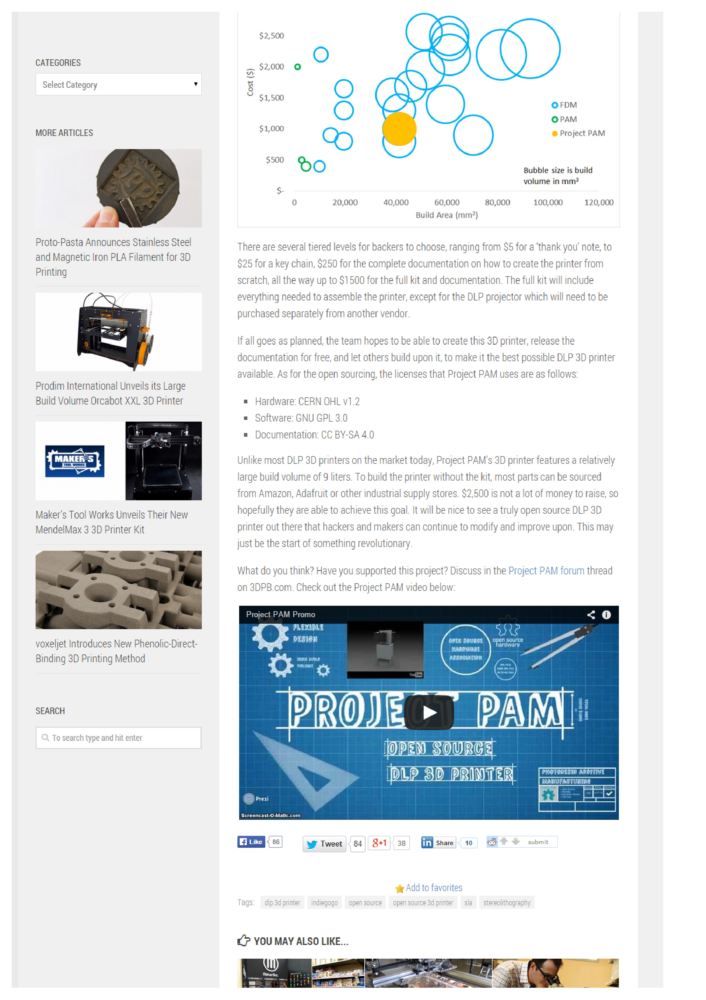 CATEGORIES
Select Category
MORE ARTICLES
Proto-Pasta Announces Stainless Steel
and Magnetic Iron PLA Filament for 3D
Printing
Prodim International Unveils its Large
Build Volume Orcabot XXL 3D Printer
MAKER'S
TOOL WORKS
Maker's Tool Works Unveils Their New
MendelMax 3 3D Printer Kit
voxeljet Introduces New Phenolic-Direct-
Binding 3D Printing Method
SEARCH
To search type and hit enter
Cost ($)
$2,500
$2,000
$1,500
$1,000
$500
$-
0 20,000 40,000 60,000 80,000 100,000 120,000
Build Area (mm²)
FDM
PAM
Project PAM
Bubble size is build
volume in mm³
There are several tiered levels for backers to choose, ranging from $5 for a ‘thank you’ note, to
$25 for a key chain, $250 for the complete documentation on how to create the printer from
scratch, all the way up to $1500 for the full kit and documentation. The full kit will include
everything needed to assemble the printer, except for the DLP projector which will need to be
purchased separately from another vendor.
If all goes as planned, the team hopes to be able to create this 3D printer, release the
documentation for free, and let others build upon it, to make it the best possible DLP 3D printer
available. As for the open sourcing, the licenses that Project PAM uses are as follows:
Hardware: CERN OHL v1.2
Software: GNU GPL 3.0
Documentation: CC BY-SA 4.0
Unlike most DLP 3D printers on the market today, Project PAM’s 3D printer features a relatively
large build volume of 9 liters. To build the printer without the kit, most parts can be sourced
from Amazon, Adafruit or other industrial supply stores. $2,500 is not a lot of money to raise, so
hopefully they are able to achieve this goal. It will be nice to see a truly open source DLP 3D
printer out there that hackers and makers can continue to modify and improve upon. This may
just be the start of something revolutionary.
What do you think? Have you supported this project? Discuss in the Project PAM forum thread
on 3DPB.com. Check out the Project PAM video below:
Project PAM Promo
FLEXIBLE
DESIGN
HIGH BUILD
VOLUME
YouTube
OPEN SOURCE
HARDWARE
ASSOCIATION
open source
hardware
PROJECT PAM
OPEN SOURCE
DLP 3D PRINTER
PHOTORESIN ADDITIVE
MANUFACTURING
Prezi
Screencast-O-Matic.com
Like 86
Tweet 84
g+1 38
in Share 10
submit
Add to favorites
Tags: dlp 3d printer indiegogo open source open source 3d printer sla stereolithography
YOU MAY ALSO LIKE...
MakerBot